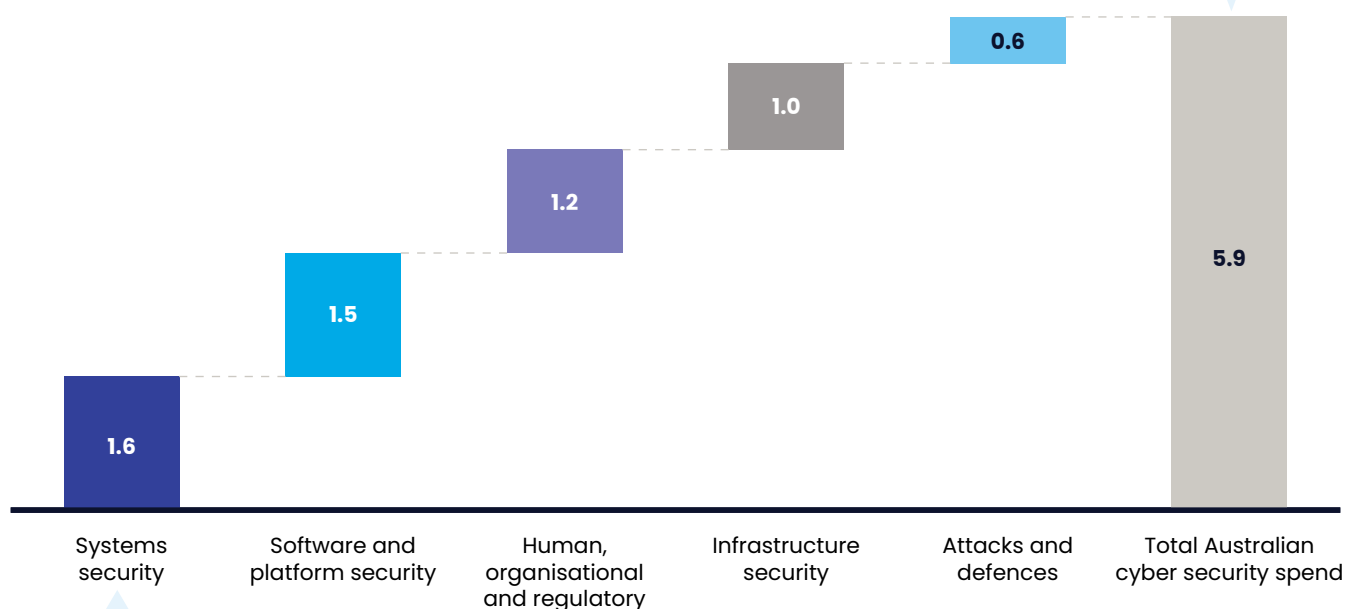 0.6
1.0
1.2
5.9
1.5
1.6
Systems
security
Software and
platform security
Human,
organisational
and regulatory
Infrastructure
security
Attacks and
defences
Total Australian
cyber security spend